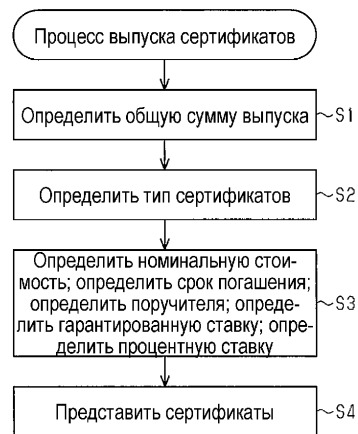 Процесс выпуска сертификатов
Определить общую сумму выпуска
S1
Определить тип сертификатов
S2
Определить номинальную стои-
мость; определить срок погашения;
определить поручителя; опреде-
лить гарантированную ставку; опре-
делить процентную ставку
S3
Представить сертификаты
S4